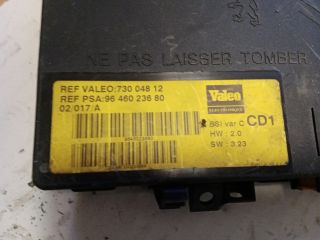 NE PAS LAISSER TOMBER
REF VALEO:730 048 12
REF PSA:96 460 236 80
02 017 A
Valeo
BSI var C CD1
HW : 2.0
SW : 3.23